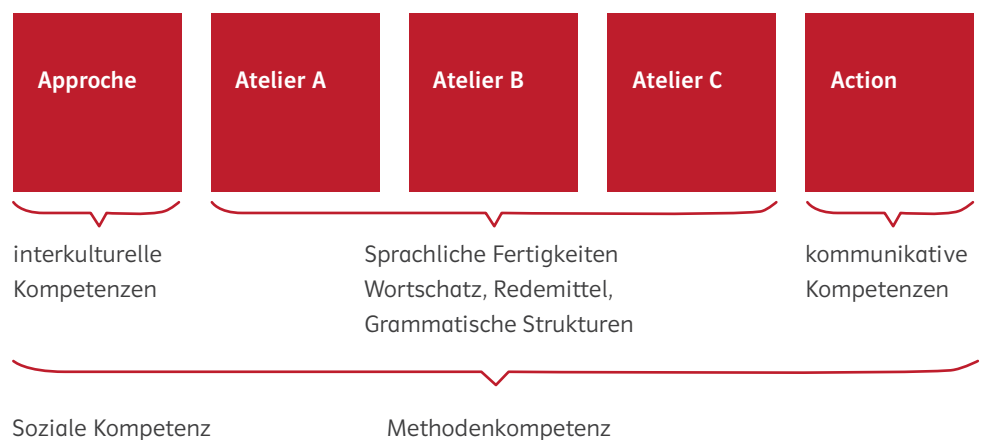 Approche
Atelier A
Atelier B
Atelier C
Action
interkulturelle
Kompetenzen
Sprachliche Fertigkeiten
Wortschatz, Redemittel,
Grammatische Strukturen
kommunikative
Kompetenzen
Soziale Kompetenz
Methodenkompetenz